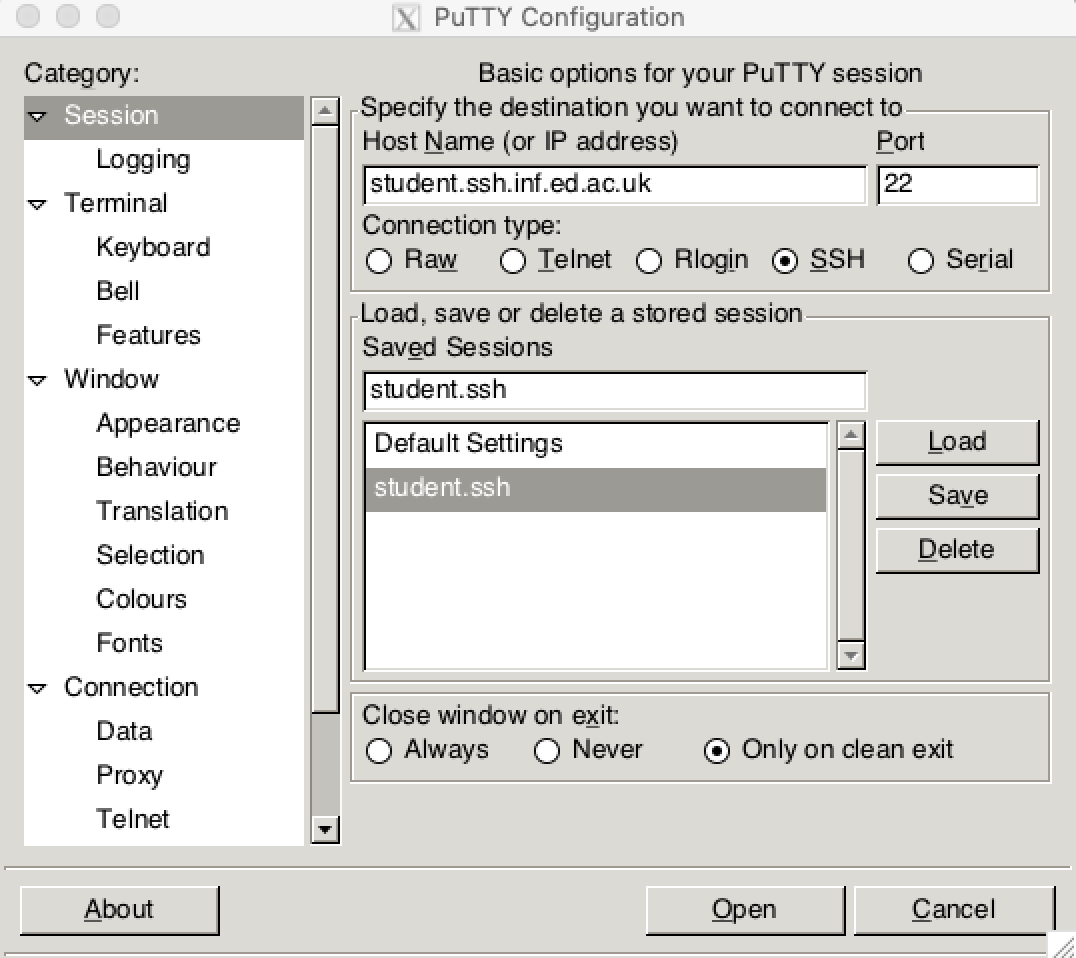 PuTTY Configuration
Category:
Session
Logging
Terminal
Keyboard
Bell
Features
Window
Appearance
Behaviour
Translation
Selection
Colours
Fonts
Connection
Data
Proxy
Telnet
Basic options for your PuTTY session
Specify the destination you want to connect to
Host Name (or IP address) Port
student.ssh.inf.ed.ac.uk 22
Connection type:
Raw Telnet Rlogin SSH Serial
Load, save or delete a stored session
Saved Sessions
student.ssh
Default Settings
student.ssh
Load
Save
Delete
Close window on exit:
Always Never Only on clean exit
About Open Cancel